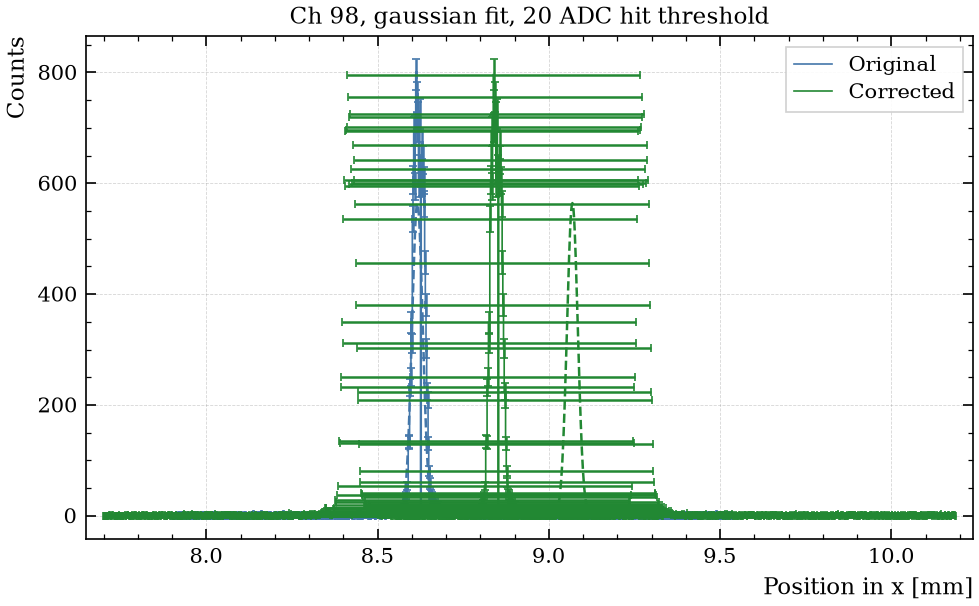 Ch 98, gaussian fit, 20 ADC hit threshold
Counts
800
600
400
200
0
Original
Corrected
8.0
8.5
9.0
9.5
10.0
Position in x [mm]